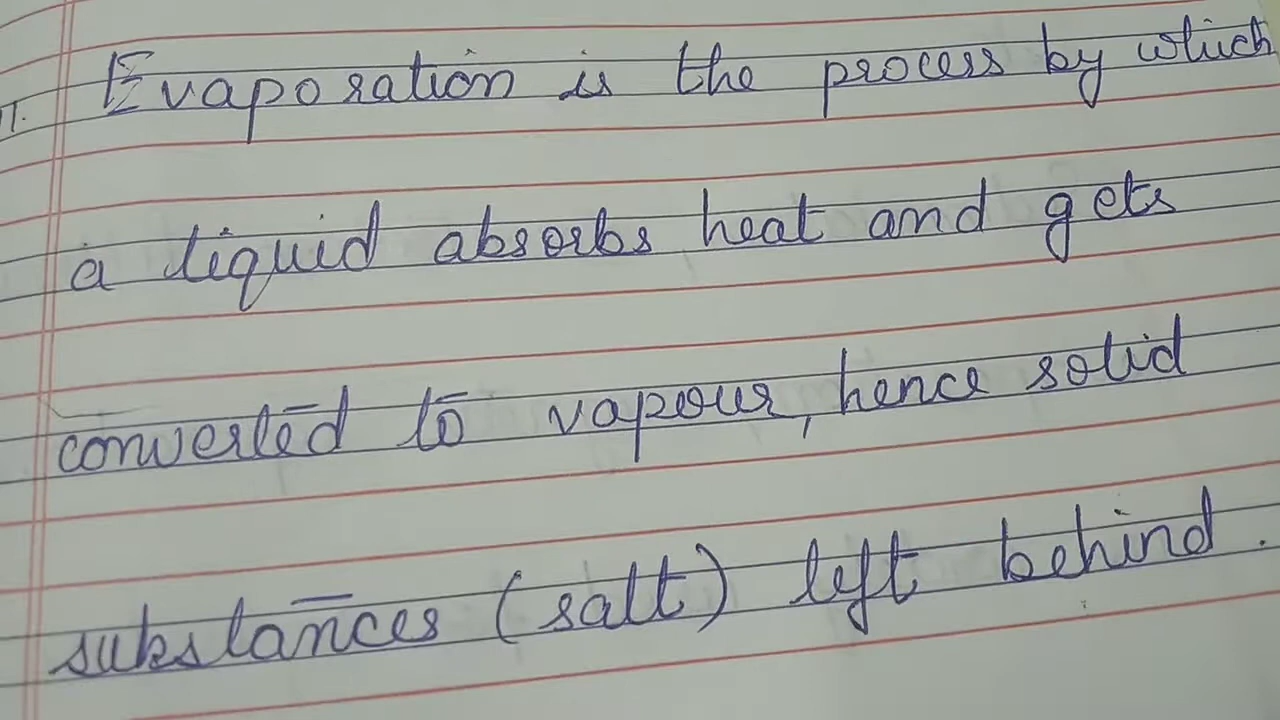 11. Evaporation is the process by which
a liquid absorbs heat and gets
converted to vapour, hence solid
substances (salt) left behind.